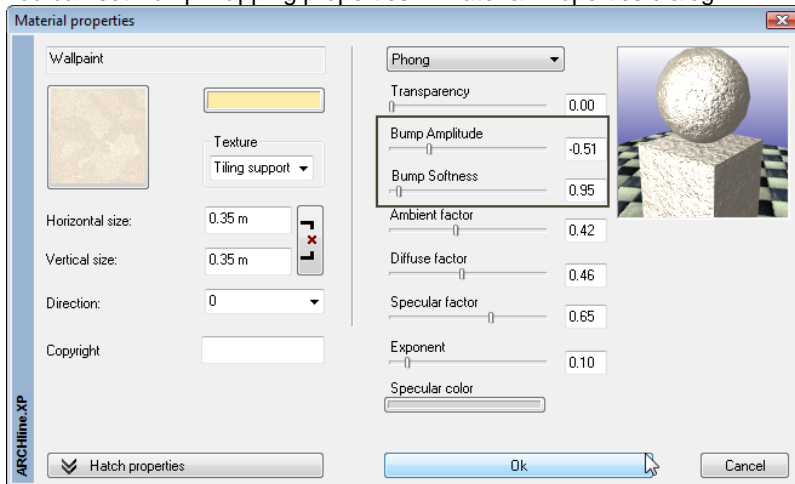 Material properties
Wallpaint
Texture
Tiling support
Horizontal size:
0.35 m
Vertical size:
0.35 m
Direction:
0
Copyright
Hatch properties
Phong
Transparency
0.00
Bump Amplitude
-0.51
Bump Softness
0.95
Ambient factor
0.42
Diffuse factor
0.46
Specular factor
0.65
Exponent
0.10
Specular color
Ok
Cancel
ARCHline.XP